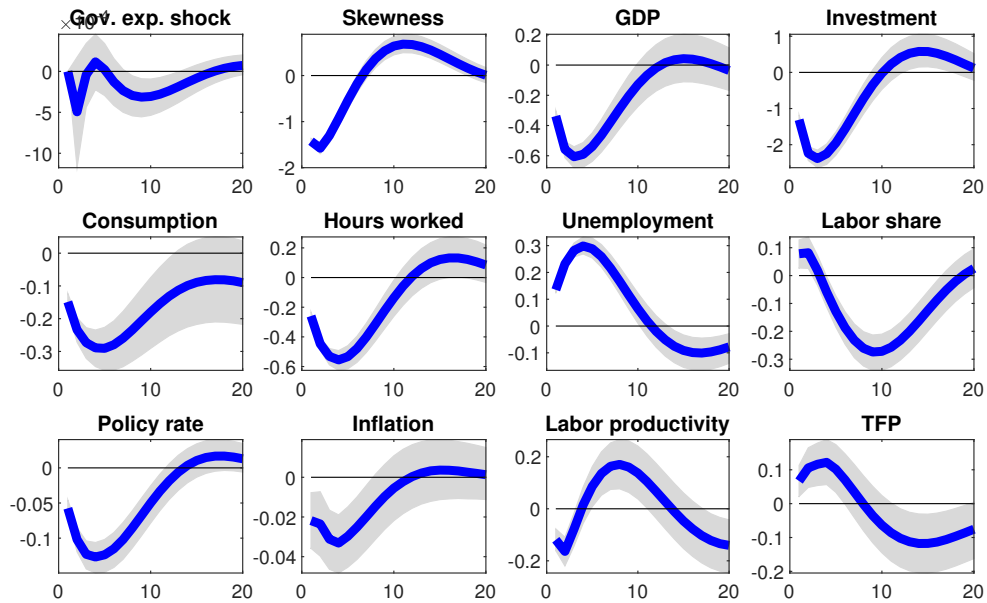 Gov. exp. shock
Skewness
GDP
Investment
0
-5
-10
0 10 20
0
-1
-2
0 10 20
0.2
0
-0.2
-0.4
-0.6
0 10 20
1
0
-1
-2
0 10 20
Consumption
Hours worked
Unemployment
Labor share
0
-0.1
-0.2
-0.3
0 10 20
0.2
0
-0.2
-0.4
-0.6
0 10 20
0.3
0.2
0.1
0
-0.1
0 10 20
0.1
0
-0.1
-0.2
-0.3
0 10 20
Policy rate
Inflation
Labor productivity
TFP
0
-0.05
-0.1
0 10 20
0
-0.02
-0.04
0 10 20
0.2
0
-0.2
0 10 20
0.1
0
-0.1
-0.2
0 10 20